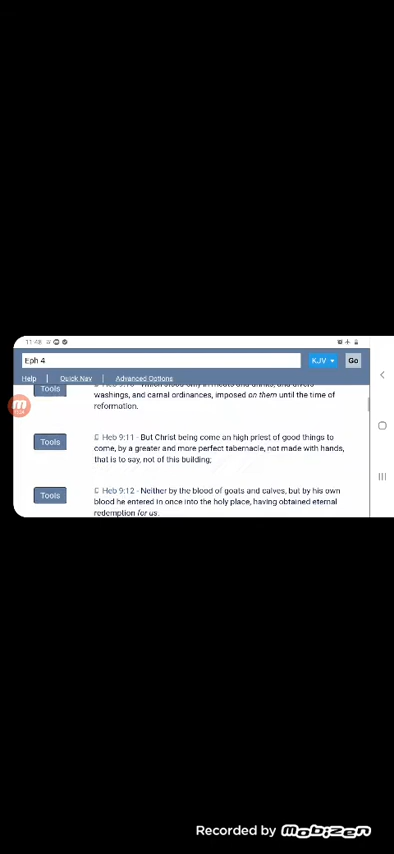 11:48
Eph 4
KJV
Go
Help | Quick Nav | Advanced Options
Tools
washings, and carnal ordinances, imposed on them until the time of
reformation.
Tools
Heb 9:11 - But Christ being come an high priest of good things to
come, by a greater and more perfect tabernacle, not made with hands,
that is to say, not of this building;
Tools
Heb 9:12 - Neither by the blood of goats and calves, but by his own
blood he entered in once into the holy place, having obtained eternal
redemption for us.
Recorded by mobizen